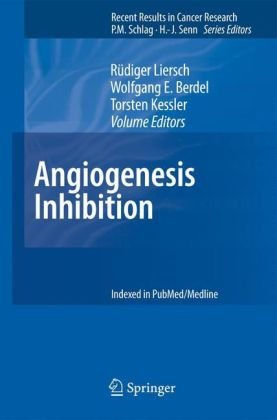 Recent Results in Cancer Research
P.M. Schlag · H.-J. Senn Series Editors
Rüdiger Liersch
Wolfgang E. Berdel
Torsten Kessler
Volume Editors
Angiogenesis
Inhibition
Indexed in PubMed/Medline
Springer